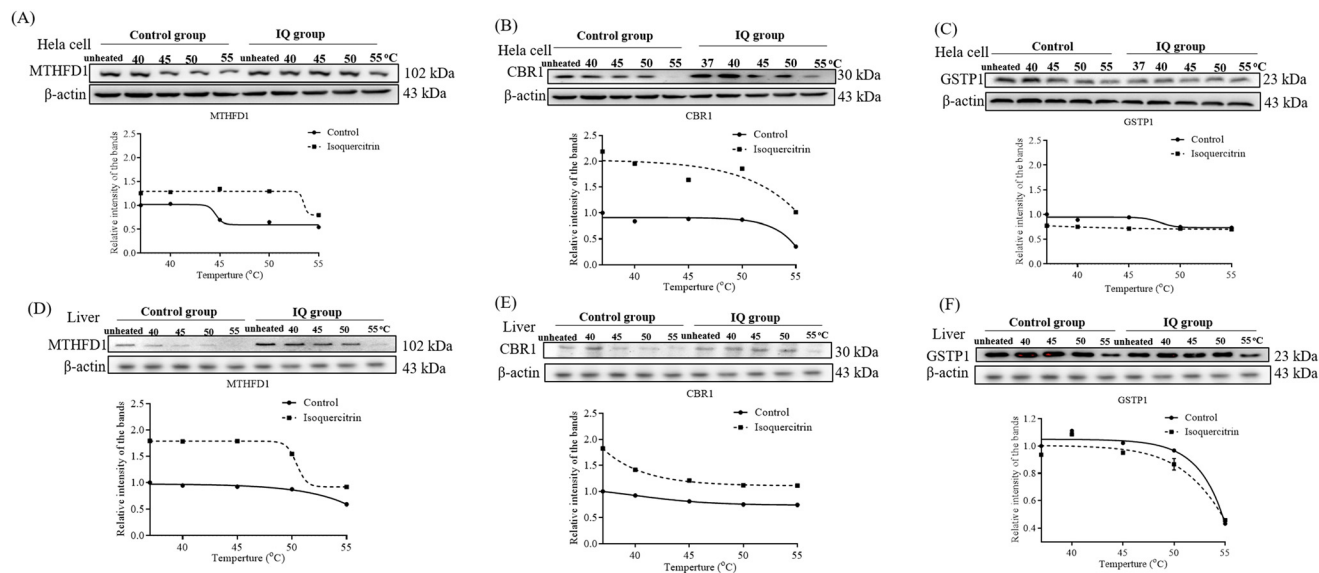 (A)
Control group IQ group
Hela cell unheated 40 45 50 55 unheated 40 45 50 55 °C
MTHFD1 102 kDa
β-actin 43 kDa
MTHFD1
Control
Isoquercitrin
Relative intensity of the bands
2.5
2.0
1.5
1.0
0.5
0.0
40 45 50 55
Temperture (°C)
(B)
Control group IQ group
Hela cell unheated 40 45 50 55 37 40 45 50 55 °C
CBR1 30 kDa
β-actin 43 kDa
CBR1
Control
Isoquercitrin
Relative intensity of the bands
2.5
2.0
1.5
1.0
0.5
0.0
40 45 50 55
Temperture (°C)
(C)
Control IQ group
Hela cell unheated 40 45 50 55 37 40 45 50 55 °C
GSTP1 23 kDa
β-actin 43 kDa
GSTP1
Control
Isoquercitrin
Relative intensity of the bands
2.5
2.0
1.5
1.0
0.5
0.0
40 45 50 55
Temperture (°C)
(D)
Control group IQ group
Liver unheated 40 45 50 55 unheated 40 45 50 55 °C
MTHFD1 102 kDa
β-actin 43 kDa
MTHFD1
Control
Isoquercitrin
Relative intensity of the bands
2.5
2.0
1.5
1.0
0.5
0.0
40 45 50 55
Temperture (°C)
(E)
Control group IQ group
Liver unheated 40 45 50 55 unheated 40 45 50 55 °C
CBR1 30 kDa
β-actin 43 kDa
CBR1
Control
Isoquercitrin
Relative intensity of the bands
2.5
2.0
1.5
1.0
0.5
0.0
40 45 50 55
Temperture (°C)
(F)
Control group IQ group
Liver unheated 40 45 50 55 unheated 40 45 50 55 °C
GSTP1 23 kDa
β-actin 43 kDa
GSTP1
Control
Isoquercitrin
Relative intensity of the bands
1.2
1.0
0.8
0.6
0.4
40 45 50 55
Temperture (°C)